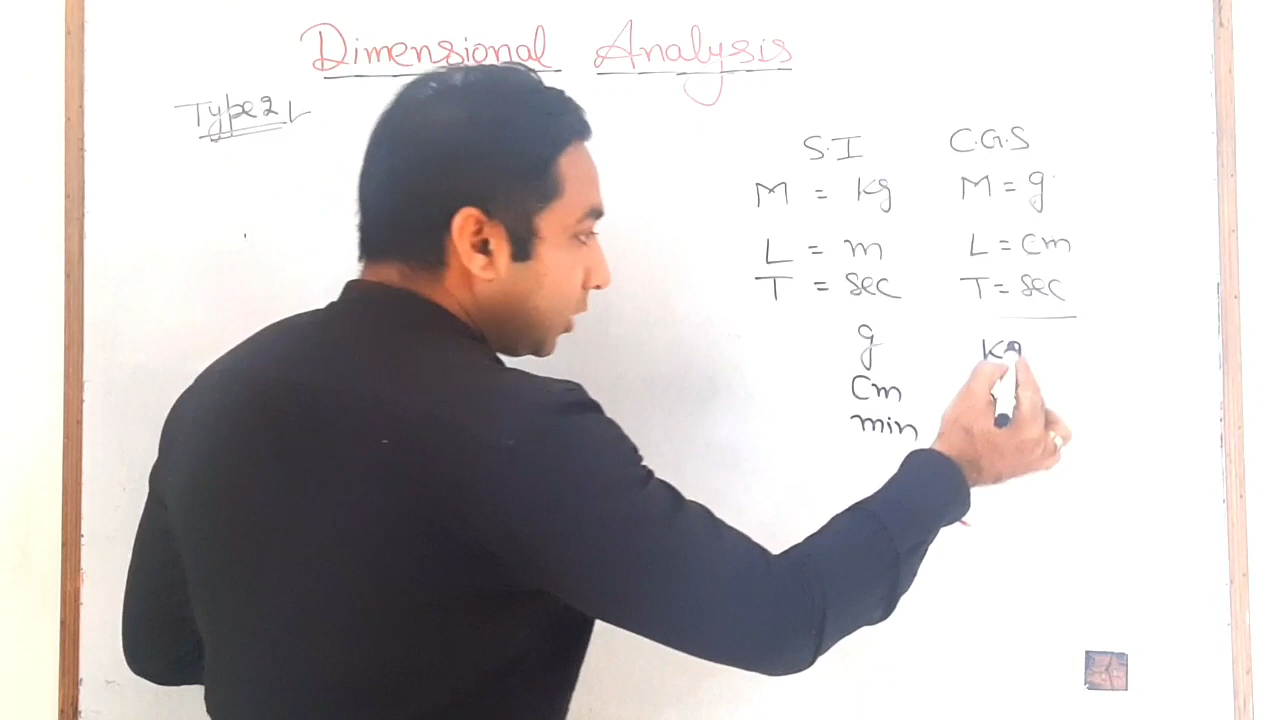 Dimensional Analysis
Type 2
S.I C.G.S
M = kg M = g
L = m L = cm
T = sec T = sec
g
Cm
min